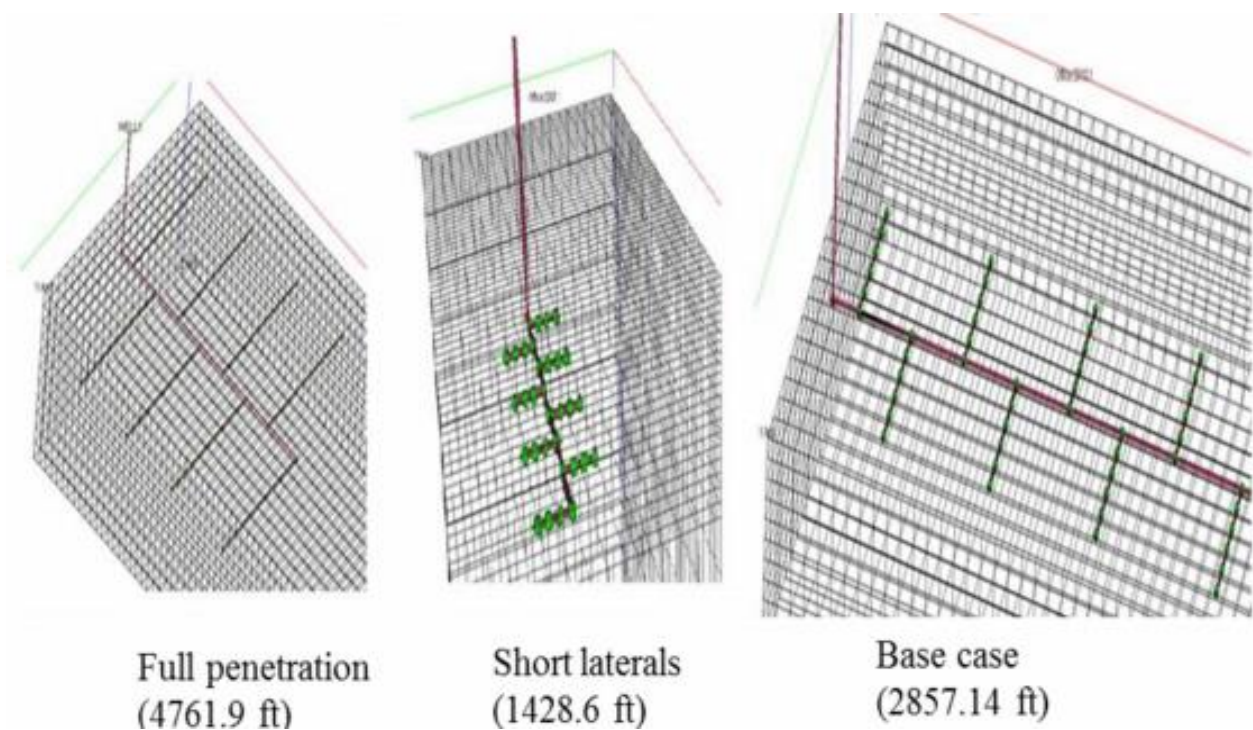 Full penetration
(4761.9 ft)
Short laterals
(1428.6 ft)
Base case
(2857.14 ft)